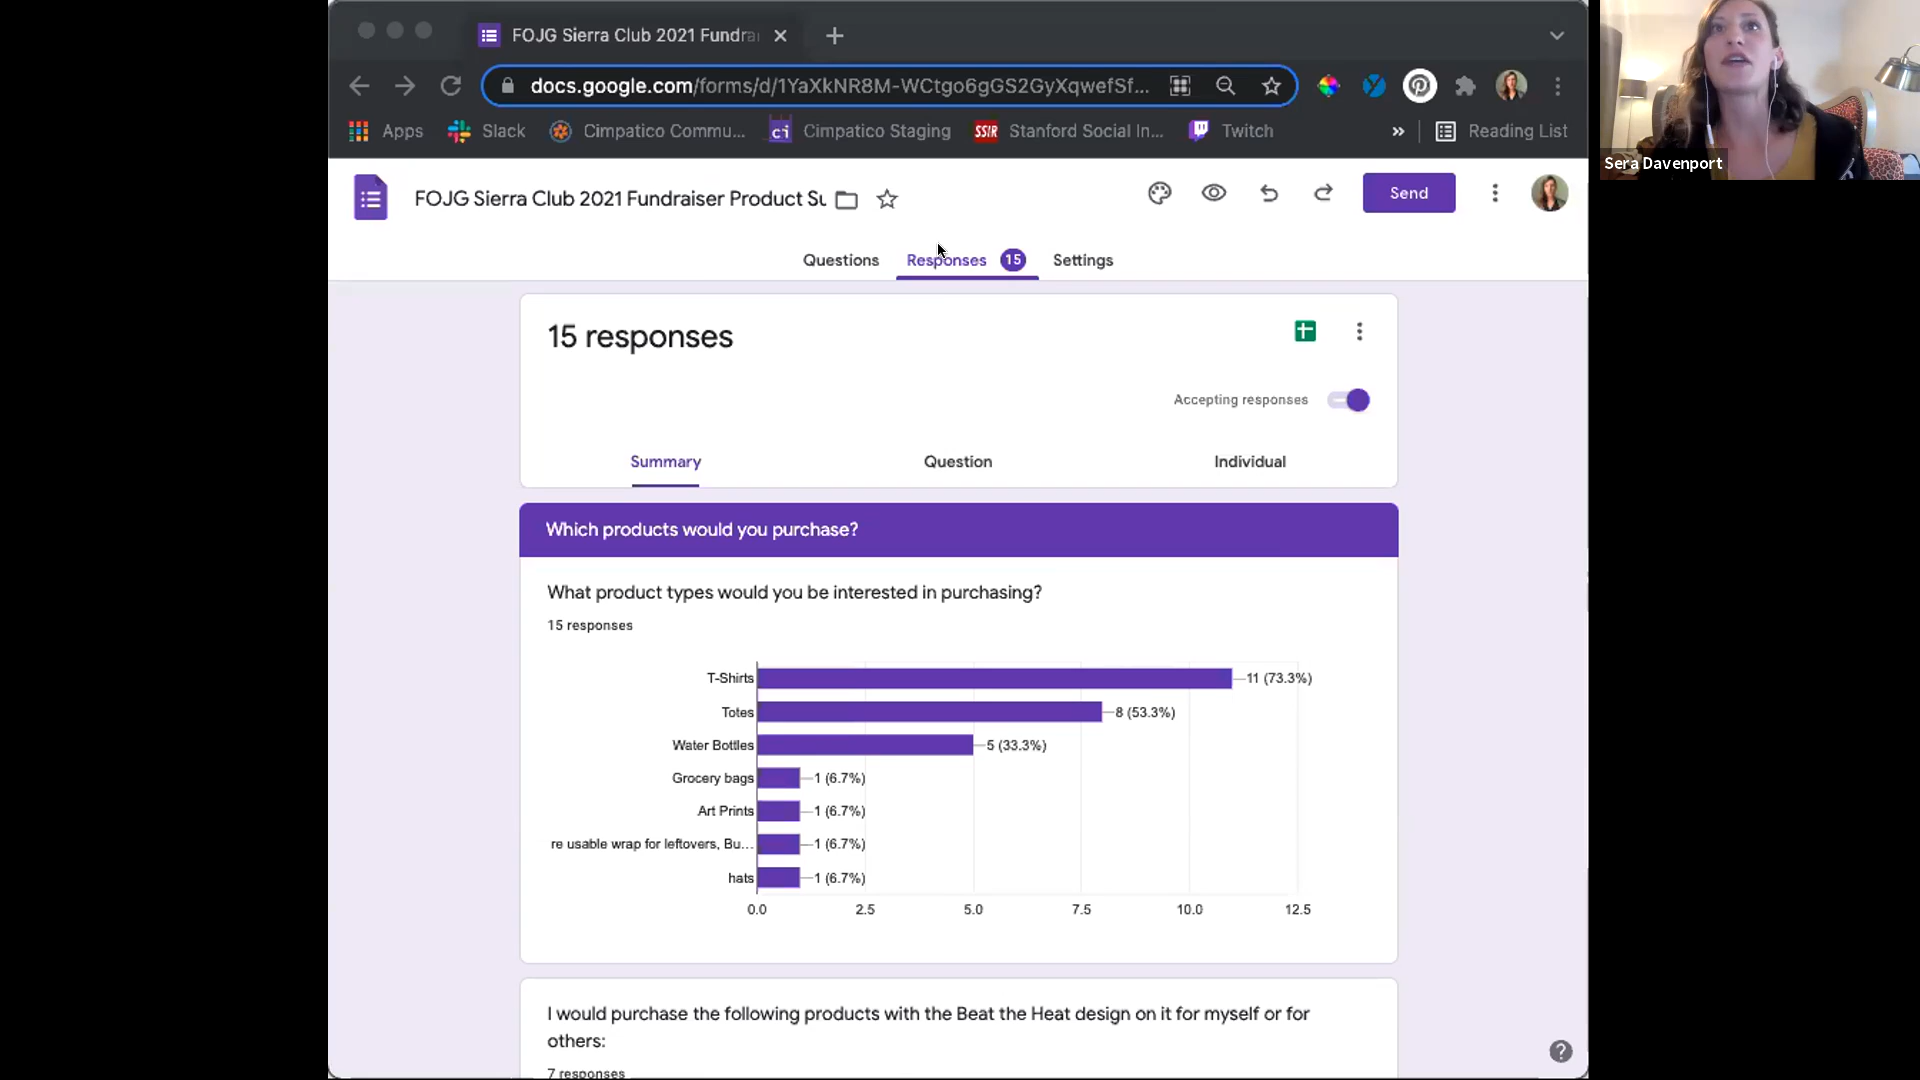 FOJG Sierra Club 2021 Fundra
docs.google.com/forms/d/1YaXkNR8M-WCtgo6gGS2GyXqwefSf...
Apps
Slack
Cimpatico Commu...
ci
Cimpatico Staging
SSIR
Stanford Social In...
Twitch
»
Reading List
Sera Davenport
FOJG Sierra Club 2021 Fundraiser Product Su
Send
Questions
Responses 15
Settings
15 responses
Accepting responses
Summary
Question
Individual
Which products would you purchase?
What product types would you be interested in purchasing?
15 responses
T-Shirts 11 (73.3%)
Totes 8 (53.3%)
Water Bottles 5 (33.3%)
Grocery bags 1 (6.7%)
Art Prints 1 (6.7%)
re usable wrap for leftovers, Bu... 1 (6.7%)
hats 1 (6.7%)
0.0 2.5 5.0 7.5 10.0 12.5
I would purchase the following products with the Beat the Heat design on it for myself or for
others:
7 responses